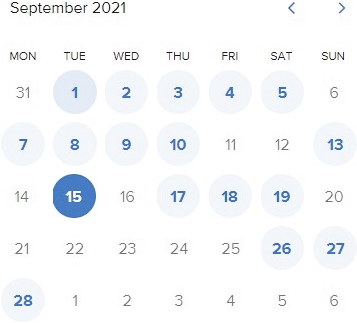 September 2021
MON TUE WED THU FRI SAT SUN
31 1 2 3 4 5 6
7 8 9 10 11 12 13
14 15 16 17 18 19 20
21 22 23 24 25 26 27
28 1 2 3 4 5 6